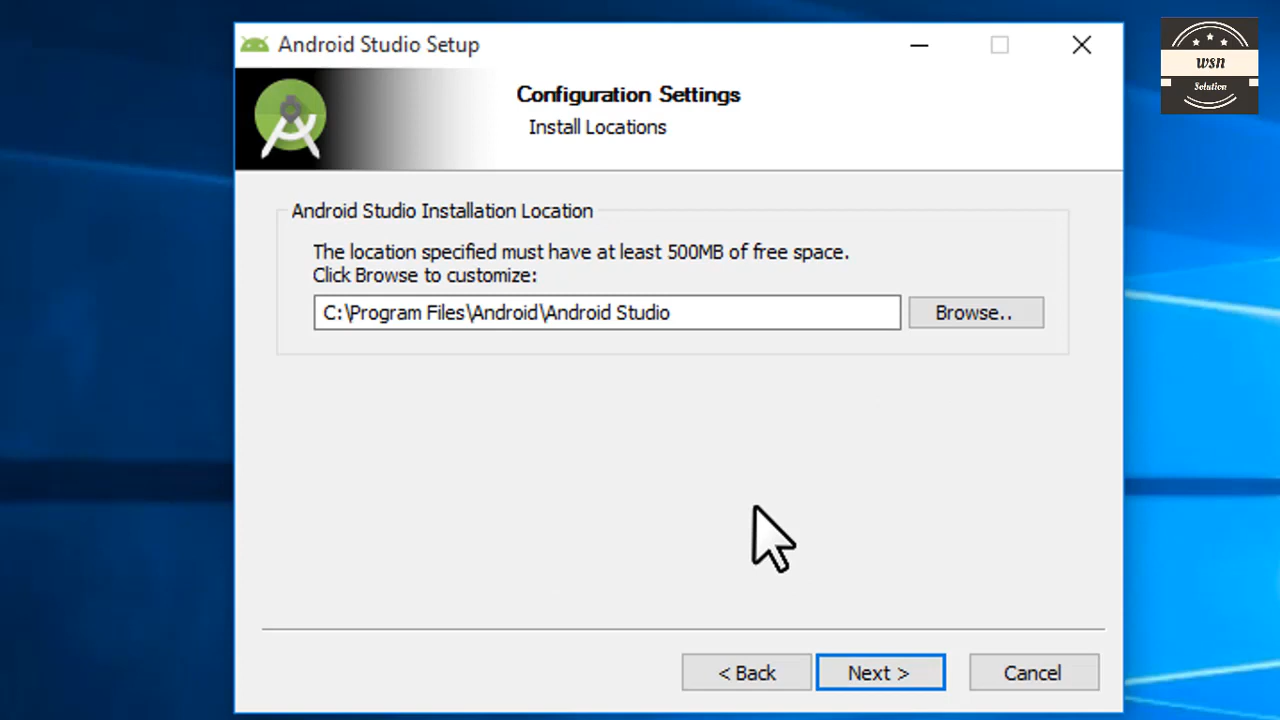 Android Studio Setup
wsn
Solution
Configuration Settings
Install Locations
Android Studio Installation Location
The location specified must have at least 500MB of free space.
Click Browse to customize:
C:\Program Files\Android\Android Studio
Browse..
< Back
Next >
Cancel